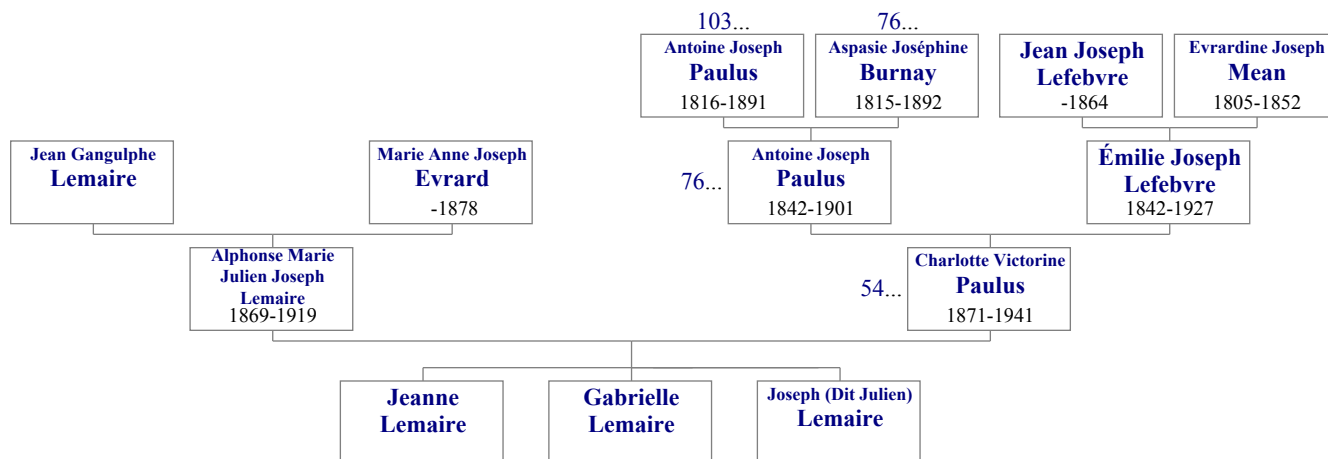 103...
76...
Antoine Joseph
Paulus
1816-1891
Aspasie Joséphine
Burnay
1815-1892
Jean Joseph
Lefebvre
-1864
Evrardine Joseph
Mean
1805-1852
Jean Gangulphe
Lemaire
Marie Anne Joseph
Evrard
-1878
76...
Antoine Joseph
Paulus
1842-1901
Émilie Joseph
Lefebvre
1842-1927
Alphonse Marie
Julien Joseph
Lemaire
1869-1919
54...
Charlotte Victorine
Paulus
1871-1941
Jeanne
Lemaire
Gabrielle
Lemaire
Joseph (Dit Julien)
Lemaire